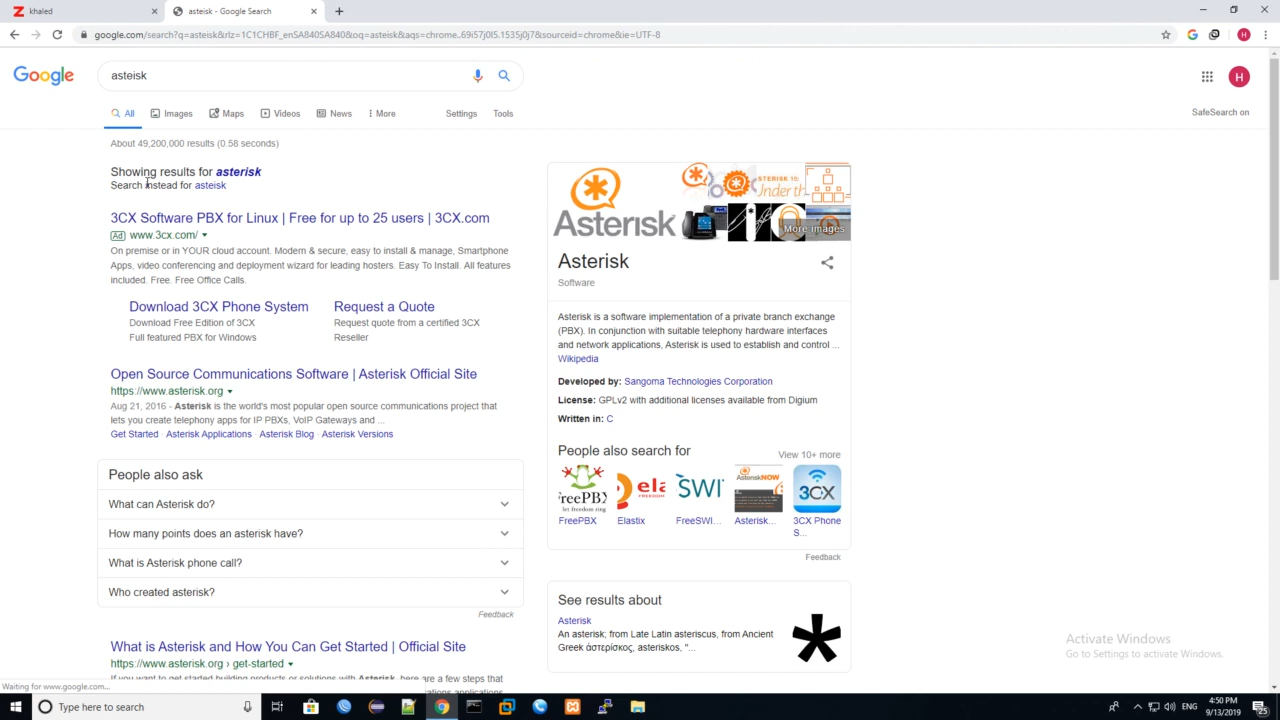 khaled
asteisk - Google Search
google.com/search?q=asteisk&rlz=1C1CHBF_enSA840SA840&oq=asteisk&aqs=chrome..69i57j0l5.1535j0j7&sourceid=chrome&ie=UTF-8
H
Google
asteisk
H
All
Images
Maps
Videos
News
More
Settings
Tools
SafeSearch on
About 49,200,000 results (0.58 seconds)
Showing results for asterisk
Search instead for asteisk
3CX Software PBX for Linux | Free for up to 25 users | 3CX.com
Ad www.3cx.com/
On premise or in YOUR cloud account. Modern & secure, easy to install & manage, Smartphone
Apps, video conferencing and deployment wizard for leading hosters. Easy To Install. All features
included. Free. Free Office Calls.
Download 3CX Phone System
Download Free Edition of 3CX
Full featured PBX for Windows
Request a Quote
Request quote from a certified 3CX
Reseller
Open Source Communications Software | Asterisk Official Site
https://www.asterisk.org
Aug 21, 2016 - Asterisk is the world's most popular open source communications project that
lets you create telephony apps for IP PBXs, VoIP Gateways and ...
Get Started · Asterisk Applications · Asterisk Blog · Asterisk Versions
People also ask
What can Asterisk do?
How many points does an asterisk have?
What is Asterisk phone call?
Who created asterisk?
Feedback
What is Asterisk and How You Can Get Started | Official Site
https://www.asterisk.org › get-started
If you want to get started building products or solutions with Asterisk, here are a few steps that
Asterisk
More images
Asterisk
Software
Asterisk is a software implementation of a private branch exchange
(PBX). In conjunction with suitable telephony hardware interfaces
and network applications, Asterisk is used to establish and control ...
Wikipedia
Developed by: Sangoma Technologies Corporation
License: GPLv2 with additional licenses available from Digium
Written in: C
People also search for
View 10+ more
FreePBX
Elastix
FreeSWI...
Asterisk...
3CX Phone
S...
Feedback
See results about
Asterisk
An asterisk; from Late Latin asteriscus, from Ancient
Greek ἀστερίσκος, asteriskos, "...
Activate Windows
Go to Settings to activate Windows.
Waiting for www.google.com...
Type here to search
ENG
4:50 PM
9/13/2019
25